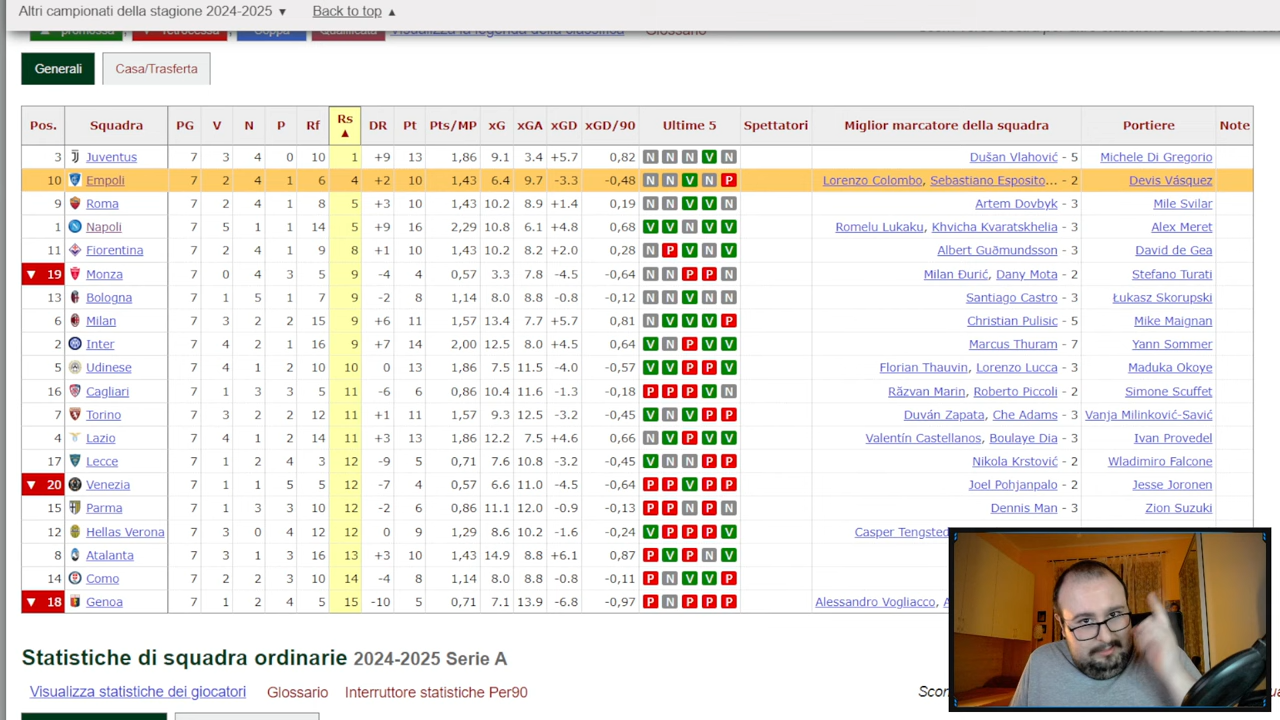 Altri campionati della stagione 2024-2025 ▼ Back to top ▲
promossa retrocessa Coppa Qualificata Visualizza la legenda della classifica Glossario
Generali Casa/Trasferta
Pos. Squadra PG V N P Rf Rs ▲ DR Pt Pts/MP xG xGA xGD xGD/90 Ultime 5 Spettatori Miglior marcatore della squadra Portiere Note
3 Juventus 7 3 4 0 10 1 +9 13 1,86 9.1 3.4 +5.7 0,82 N N N V N Dušan Vlahović - 5 Michele Di Gregorio
10 Empoli 7 2 4 1 6 4 +2 10 1,43 6.4 9.7 -3.3 -0,48 N N V N P Lorenzo Colombo, Sebastiano Esposito... - 2 Devis Vásquez
9 Roma 7 2 4 1 8 5 +3 10 1,43 10.2 8.9 +1.4 0,19 N N V V N Artem Dovbyk - 3 Mile Svilar
1 Napoli 7 5 1 1 14 5 +9 16 2,29 10.8 6.1 +4.8 0,68 V V N V V Romelu Lukaku, Khvicha Kvaratskhelia - 3 Alex Meret
11 Fiorentina 7 2 4 1 9 8 +1 10 1,43 10.2 8.2 +2.0 0,28 N P V N V Albert Guðmundsson - 3 David de Gea
▼ 19 Monza 7 0 4 3 5 9 -4 4 0,57 3.3 7.8 -4.5 -0,64 N N P P N Milan Đurić, Dany Mota - 2 Stefano Turati
13 Bologna 7 1 5 1 7 9 -2 8 1,14 8.0 8.8 -0.8 -0,12 N N V N N Santiago Castro - 3 Łukasz Skorupski
6 Milan 7 3 2 2 15 9 +6 11 1,57 13.4 7.7 +5.7 0,81 N V V V P Christian Pulisic - 5 Mike Maignan
2 Inter 7 4 2 1 16 9 +7 14 2,00 12.5 8.0 +4.5 0,64 V N P V V Marcus Thuram - 7 Yann Sommer
5 Udinese 7 4 1 2 10 10 0 13 1,86 7.5 11.5 -4.0 -0,57 V V P P V Florian Thauvin, Lorenzo Lucca - 3 Maduka Okoye
16 Cagliari 7 1 3 3 5 11 -6 6 0,86 10.4 11.6 -1.3 -0,18 P P P V N Răzvan Marin, Roberto Piccoli - 2 Simone Scuffet
7 Torino 7 3 2 2 12 11 +1 11 1,57 9.3 12.5 -3.2 -0,45 V N V P P Duván Zapata, Che Adams - 3 Vanja Milinković-Savić
4 Lazio 7 4 1 2 14 11 +3 13 1,86 12.2 7.5 +4.6 0,66 N V P V V Valentín Castellanos, Boulaye Dia - 3 Ivan Provedel
17 Lecce 7 1 2 4 3 12 -9 5 0,71 7.6 10.8 -3.2 -0,45 V N N P P Nikola Krstović - 2 Wladimiro Falcone
▼ 20 Venezia 7 1 1 5 5 12 -7 4 0,57 6.6 11.0 -4.5 -0,64 P P V P P Joel Pohjanpalo - 2 Jesse Joronen
15 Parma 7 1 3 3 10 12 -2 6 0,86 11.1 12.0 -0.9 -0,13 P P N P N Dennis Man - 3 Zion Suzuki
12 Hellas Verona 7 3 0 4 12 12 0 9 1,29 8.6 10.2 -1.6 -0,24 V P P P V Casper Tengsted
8 Atalanta 7 3 1 3 16 13 +3 10 1,43 14.9 8.8 +6.1 0,87 P V P N V
14 Como 7 2 2 3 10 14 -4 8 1,14 8.0 8.8 -0.8 -0,11 P N V V P
▼ 18 Genoa 7 1 2 4 5 15 -10 5 0,71 7.1 13.9 -6.8 -0,97 P N P P P Alessandro Vogliacco,
Statistiche di squadra ordinarie 2024-2025 Serie A
Visualizza statistiche dei giocatori Glossario Interruttore statistiche Per90